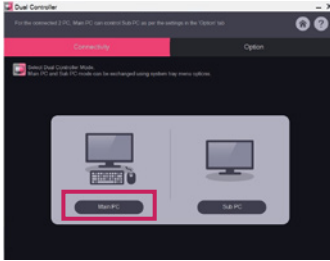 Dual Controller
For the connected 2 PC, Main PC can control Sub PC as per the settings in the 'Option' tab
Connectivity
Option
Select Dual Controller Mode.
Main PC and Sub PC mode can be exchanged using system tray menu options.
Main PC
Sub PC